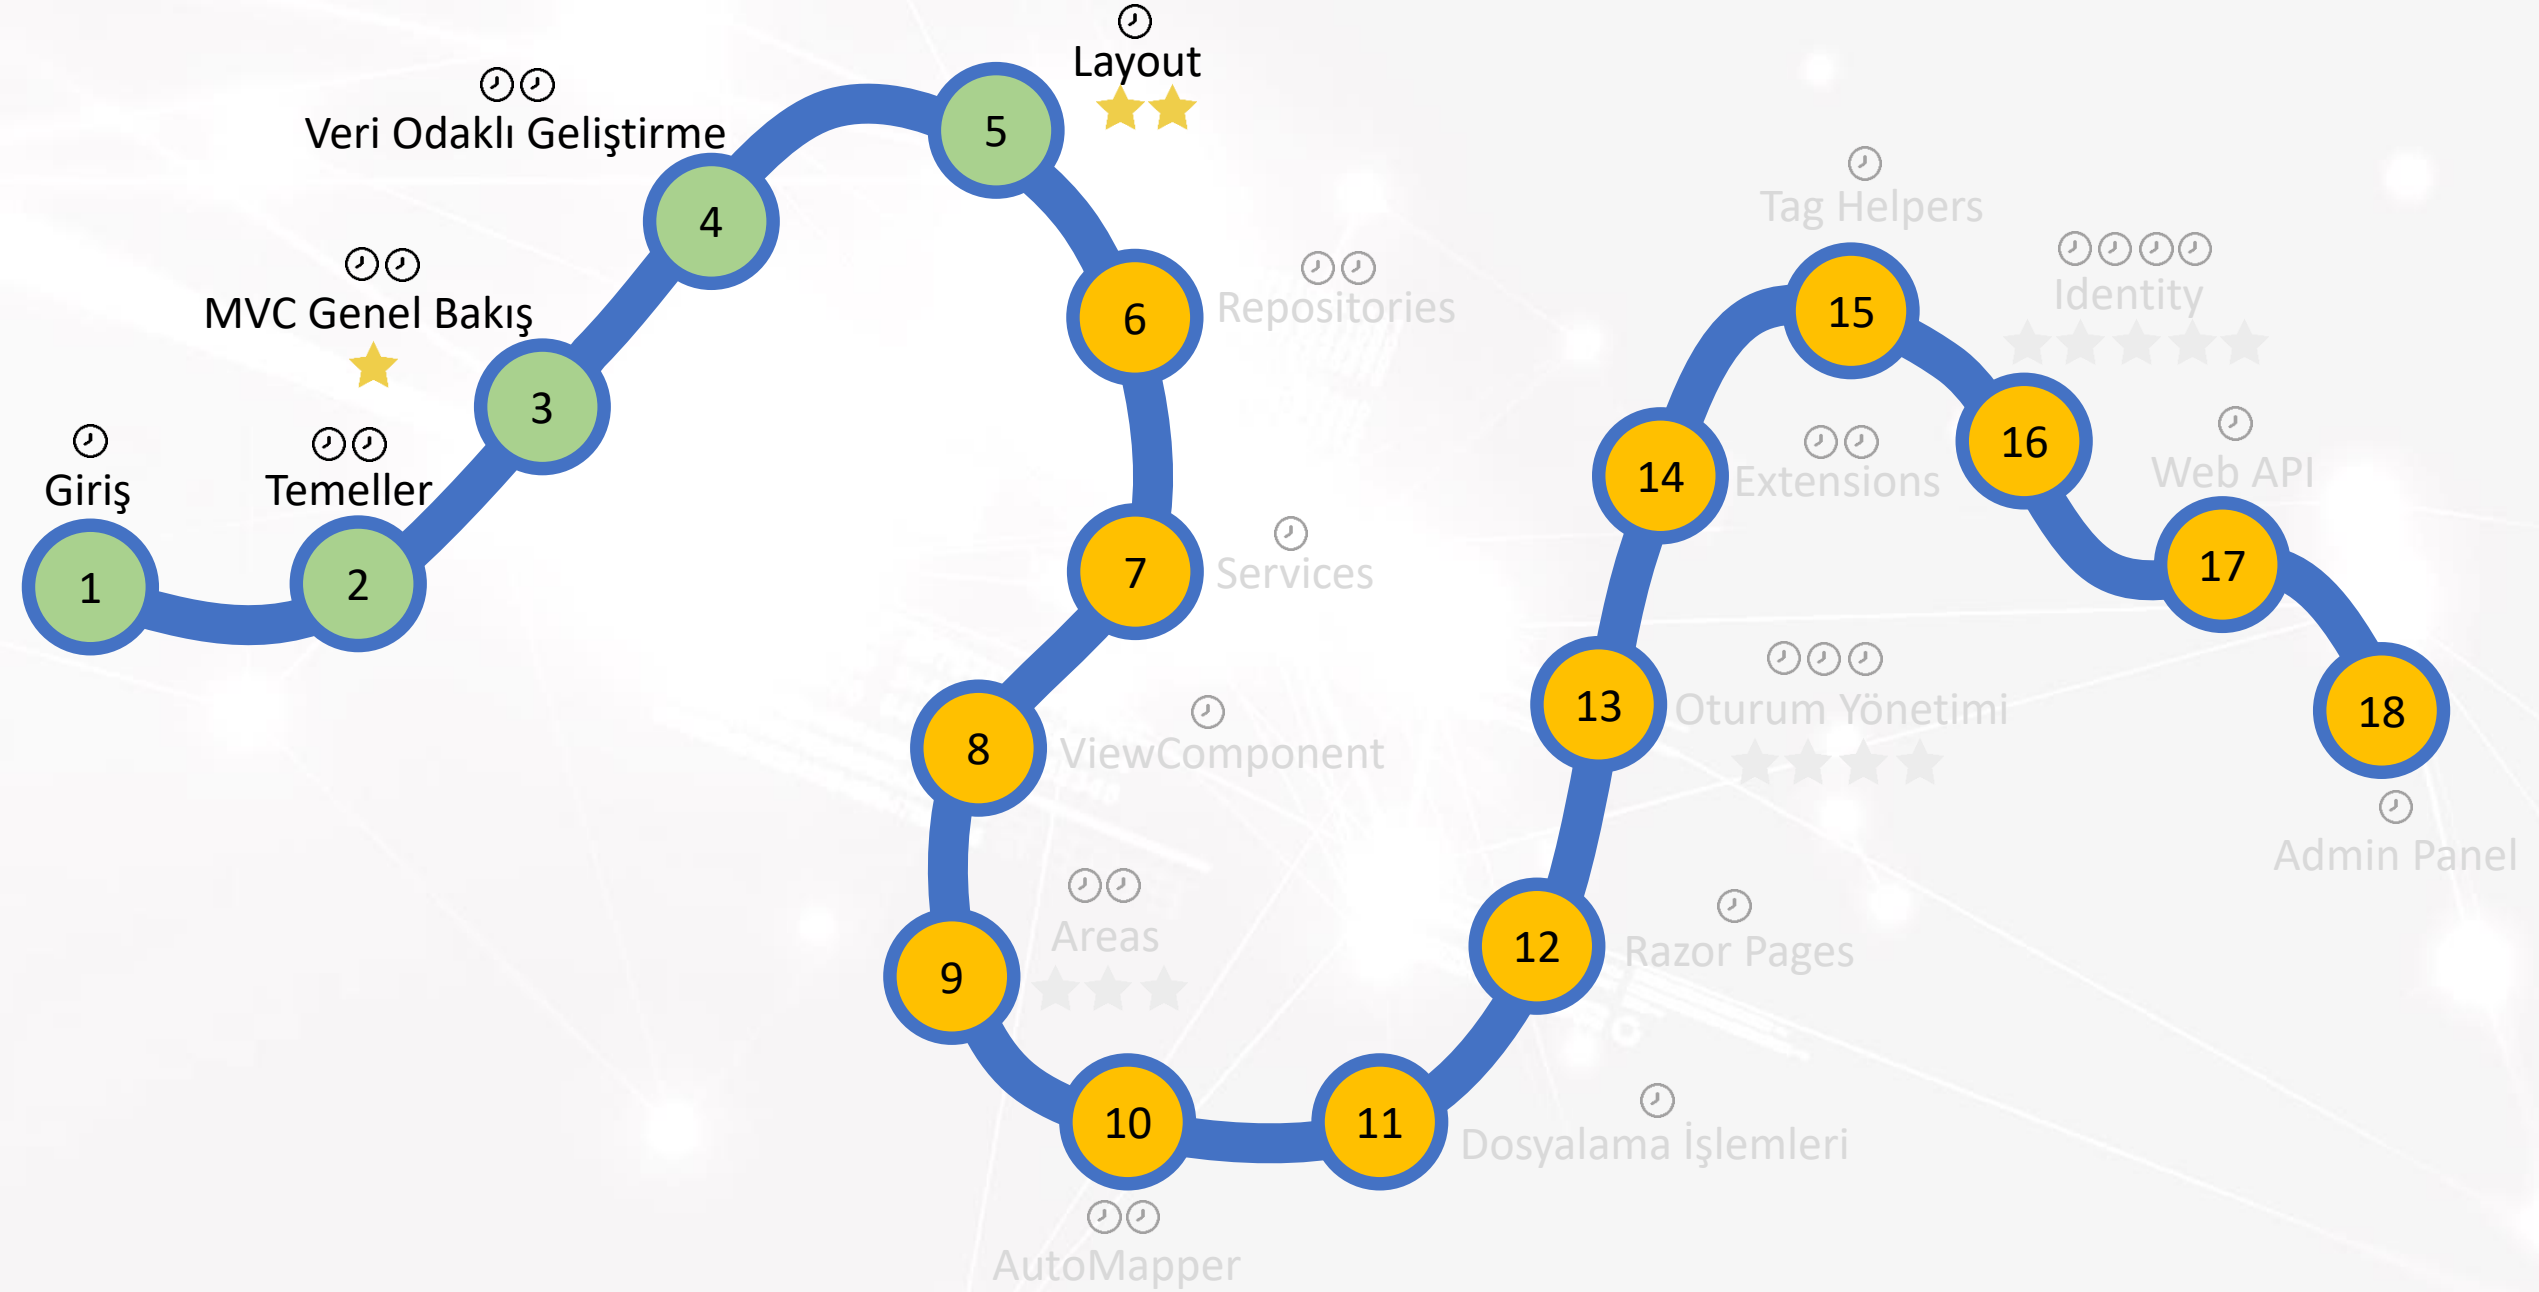 Giriş
1
Temeller
2
MVC Genel Bakış
3
Veri Odaklı Geliştirme
4
Layout
5
Repositories
6
Services
7
ViewComponent
8
Areas
9
AutoMapper
10
Dosyalama İşlemleri
11
Razor Pages
12
Oturum Yönetimi
13
Extensions
14
Tag Helpers
15
Identity
16
Web API
17
Admin Panel
18